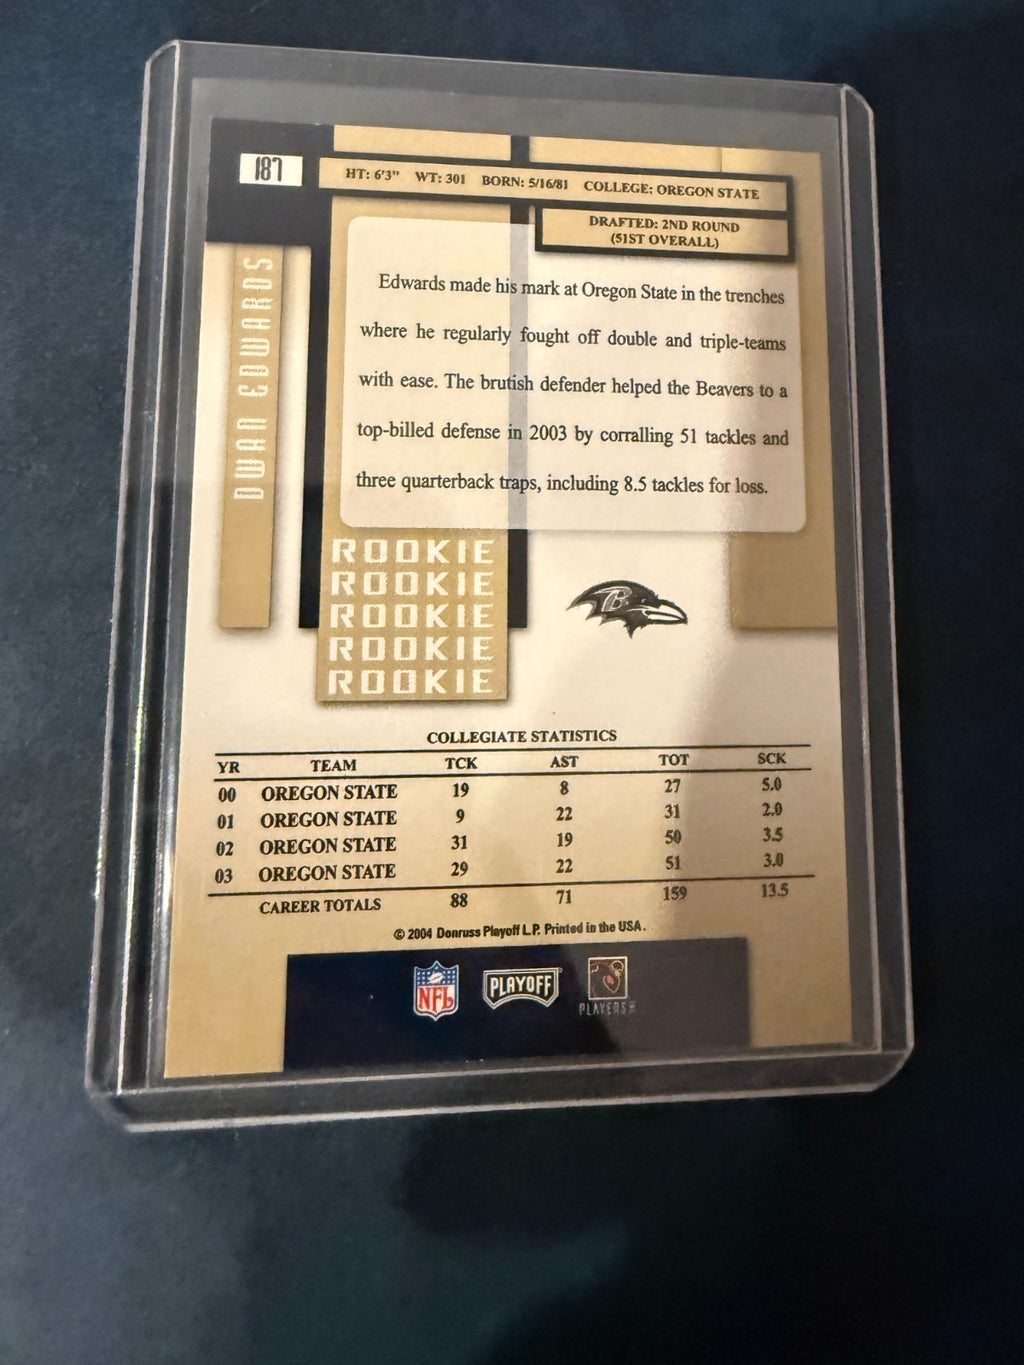 187
HT: 6'3" WT: 301 BORN: 5/16/81 COLLEGE: OREGON STATE
DRAFTED: 2ND ROUND
(51ST OVERALL)
DWAN EDWARDS
Edwards made his mark at Oregon State in the trenches
where he regularly fought off double and triple-teams
with ease. The brutish defender helped the Beavers to a
top-billed defense in 2003 by corralling 51 tackles and
three quarterback traps, including 8.5 tackles for loss.
ROOKIE
ROOKIE
ROOKIE
ROOKIE
ROOKIE
B
COLLEGIATE STATISTICS
YR TEAM TCK AST TOT SCK
00 OREGON STATE 19 8 27 5.0
01 OREGON STATE 9 22 31 2.0
02 OREGON STATE 31 19 50 3.5
03 OREGON STATE 29 22 51 3.0
CAREER TOTALS 88 71 159 13.5
© 2004 Donruss Playoff L.P. Printed in the USA.
NFL PLAYOFF PLAYERS INC